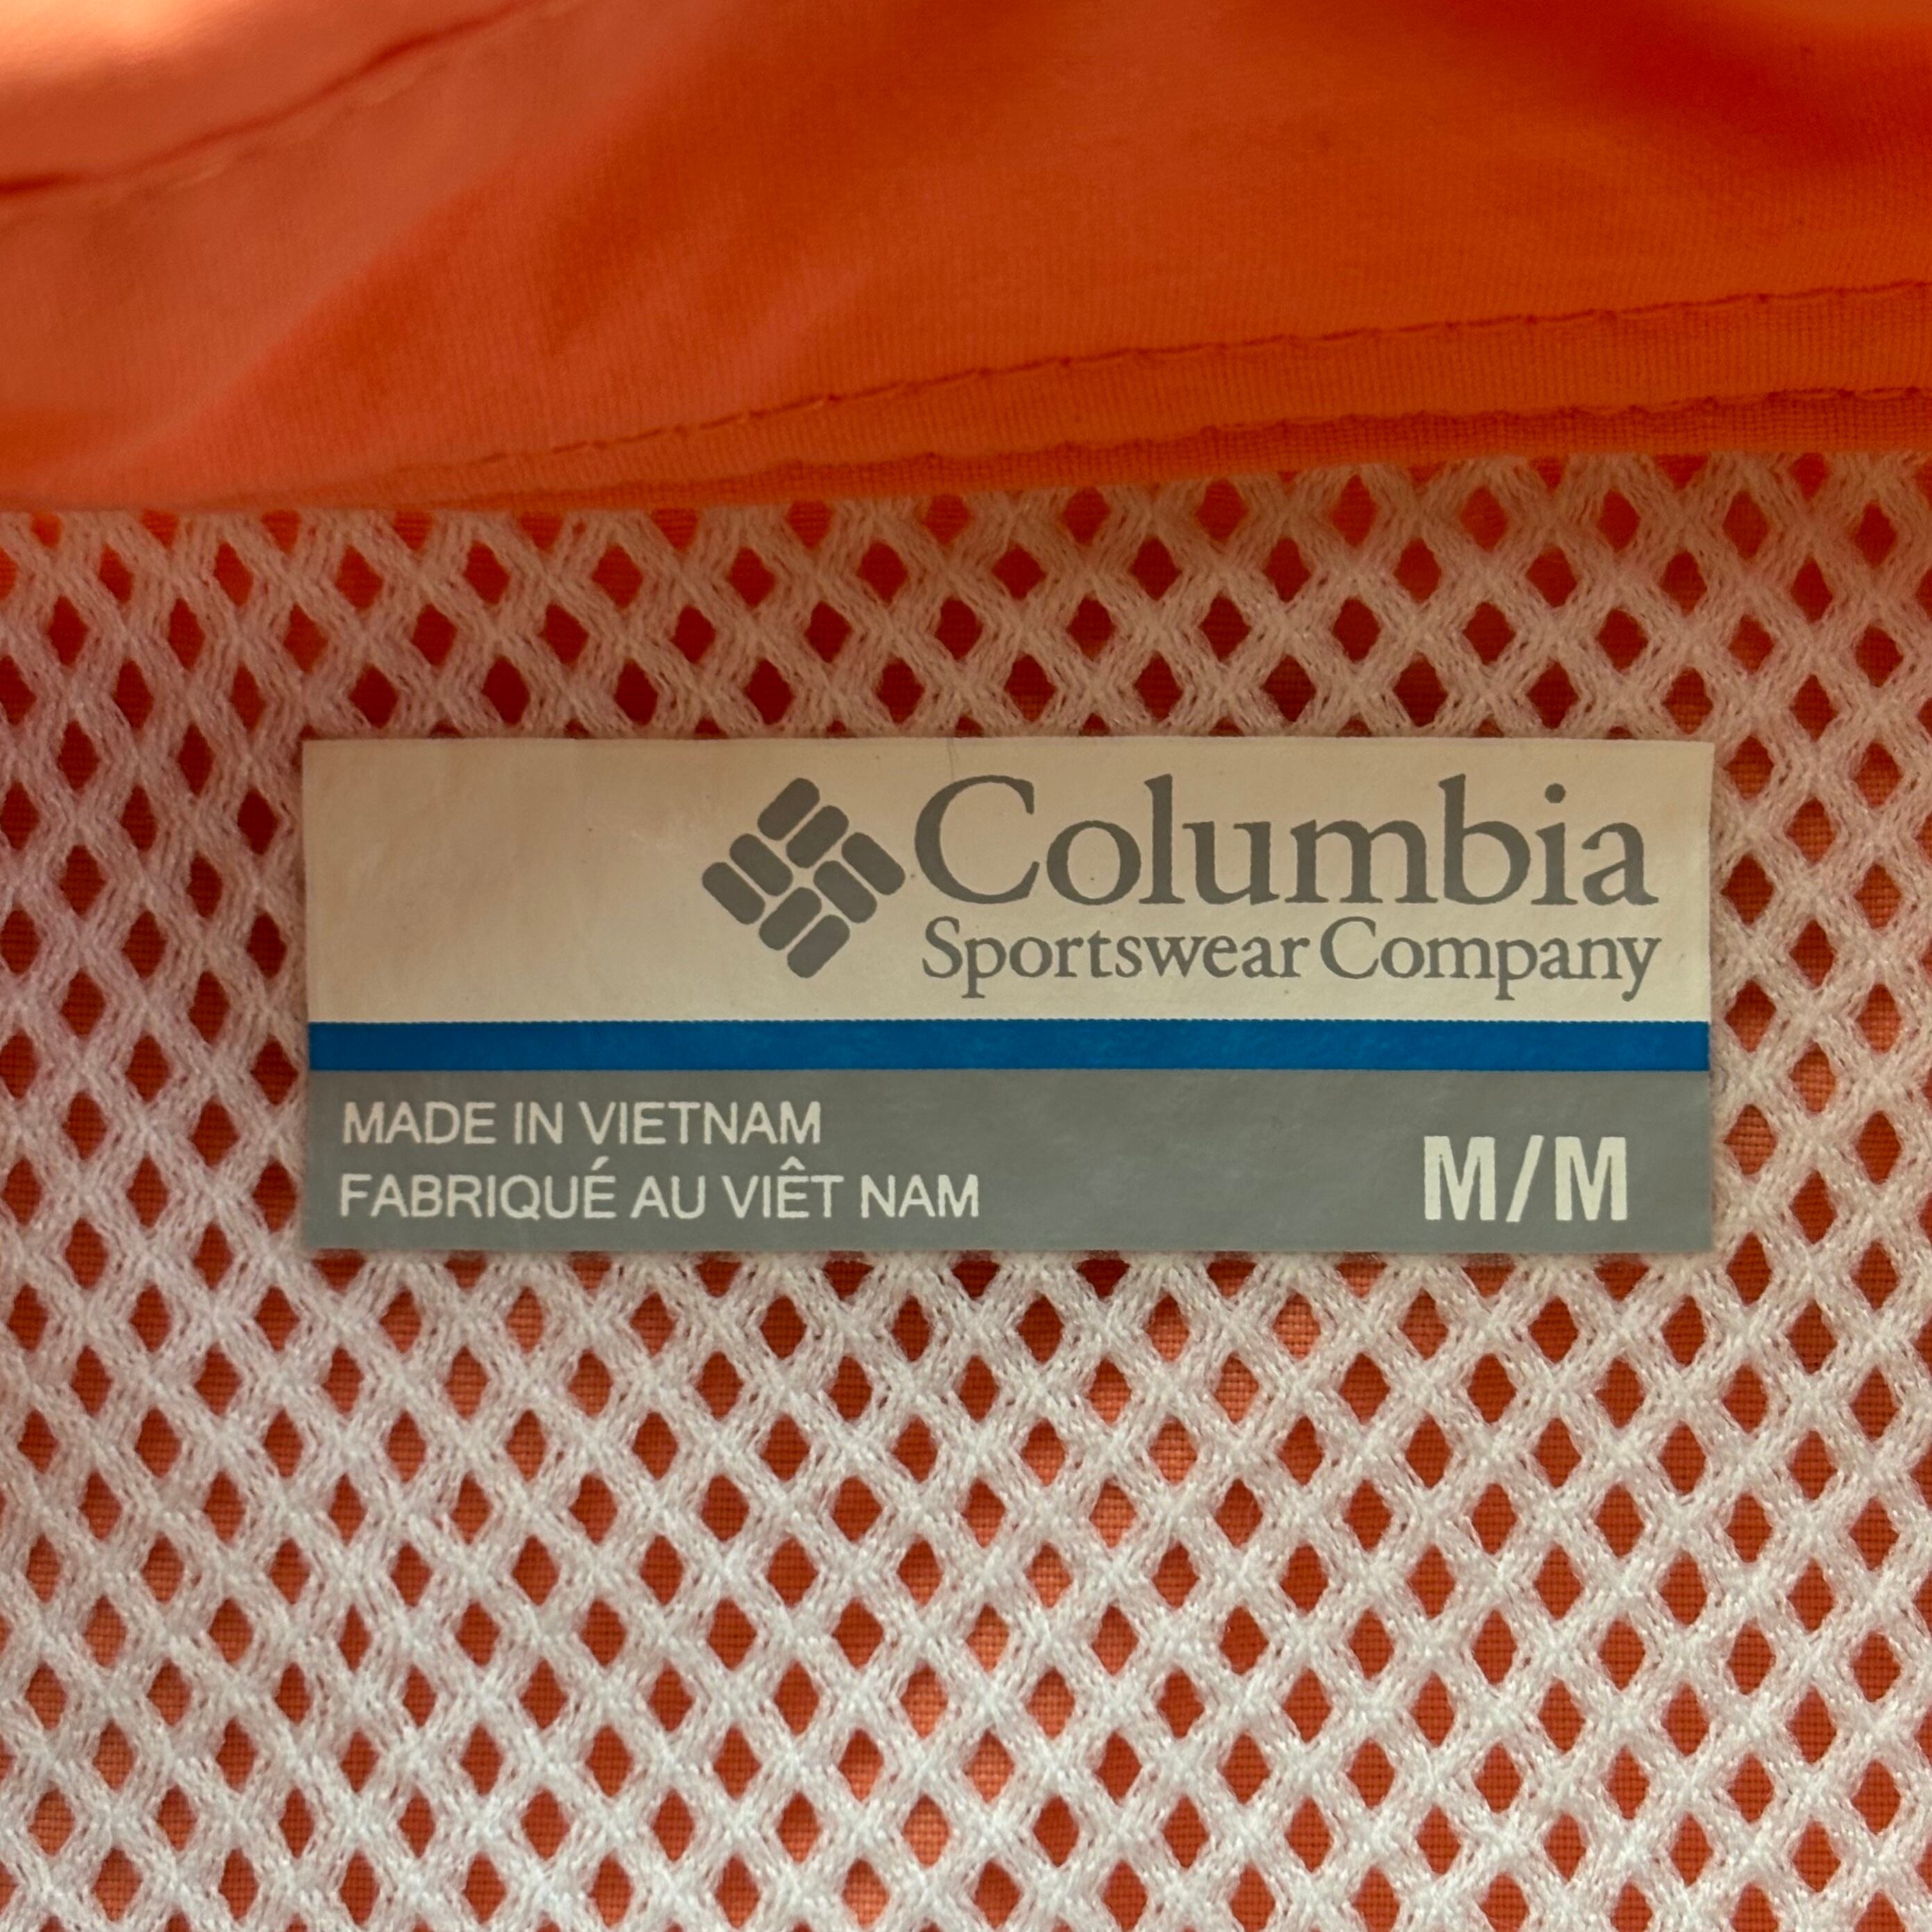 Columbia
Sportswear Company
MADE IN VIETNAM
FABRIQUÉ AU VIÊT NAM
M/M